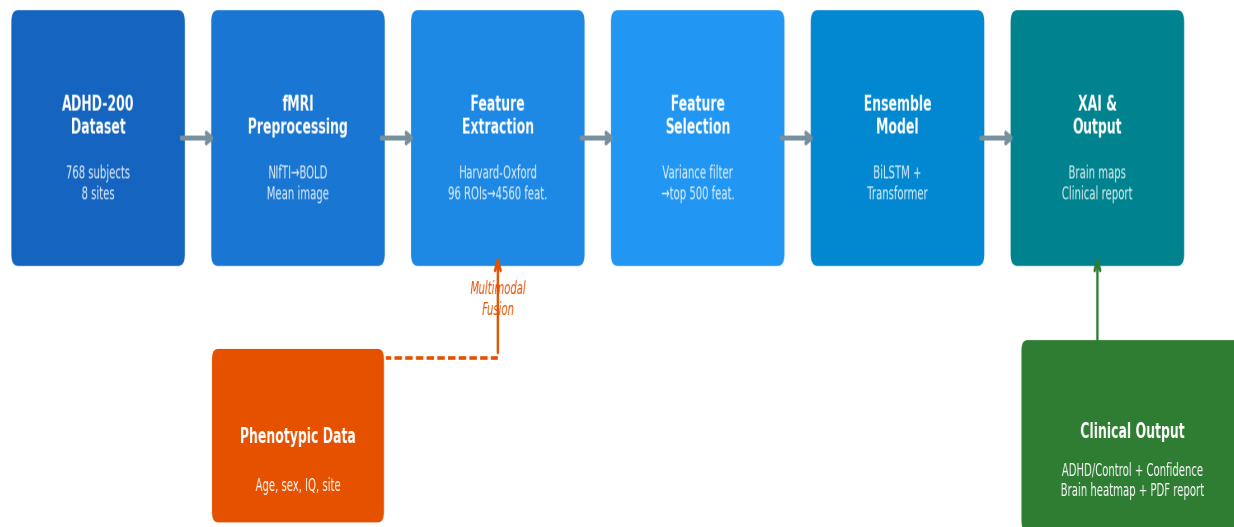 ADHD-200
Dataset
768 subjects
8 sites
fMRI
Preprocessing
NIfTI→BOLD
Mean image
Feature
Extraction
Harvard-Oxford
96 ROIs→4560 feat.
Feature
Selection
Variance filter
→top 500 feat.
Ensemble
Model
BiLSTM +
Transformer
XAI &
Output
Brain maps
Clinical report
Multimodal
Fusion
Phenotypic Data
Age, sex, IQ, site
Clinical Output
ADHD/Control + Confidence
Brain heatmap + PDF report